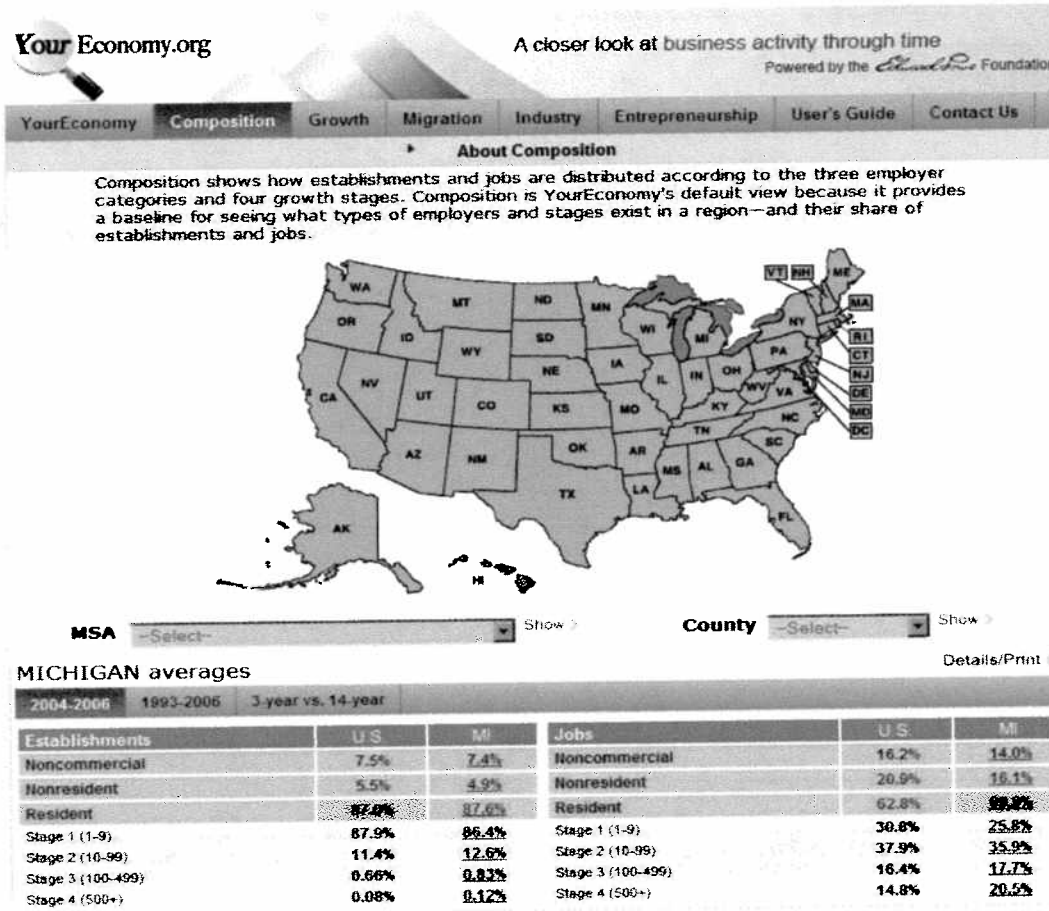 Your Economy.org
A closer look at business activity through time
Powered by the Foundation
YourEconomy Composition Growth Migration Industry Entrepreneurship User's Guide Contact Us
About Composition
Composition shows how establishments and jobs are distributed according to the three employer
categories and four growth stages. Composition is YourEconomy's default view because it provides
a baseline for seeing what types of employers and stages exist in a region—and their share of
establishments and jobs.
VT NH ME
WA MT ND MN MA
OR ID SD WI MI NY RI
WY CT
NE IA PA NJ
NV UT CO IL IN OH DE
CA KS MO WV VA MD
KY NC DC
AZ NM OK AR TN SC
MS AL GA
TX LA
AK FL
HI
MSA --Select-- Show County --Select-- Show
Details/Print
MICHIGAN averages
2004-2006 1993-2006 3-year vs. 14-year
Establishments U S MI Jobs U S MI
Noncommercial 7.5% 7.4% Noncommercial 16.2% 14.0%
Nonresident 5.5% 4.9% Nonresident 20.9% 16.1%
Resident 87.6% Resident 62.8%
Stage 1 (1-9) 87.9% 86.4% Stage 1 (1-9) 30.8% 25.8%
Stage 2 (10-99) 11.4% 12.6% Stage 2 (10-99) 37.9% 35.9%
Stage 3 (100-499) 0.66% 0.83% Stage 3 (100-499) 16.4% 17.7%
Stage 4 (500+) 0.08% 0.12% Stage 4 (500+) 14.8% 20.5%